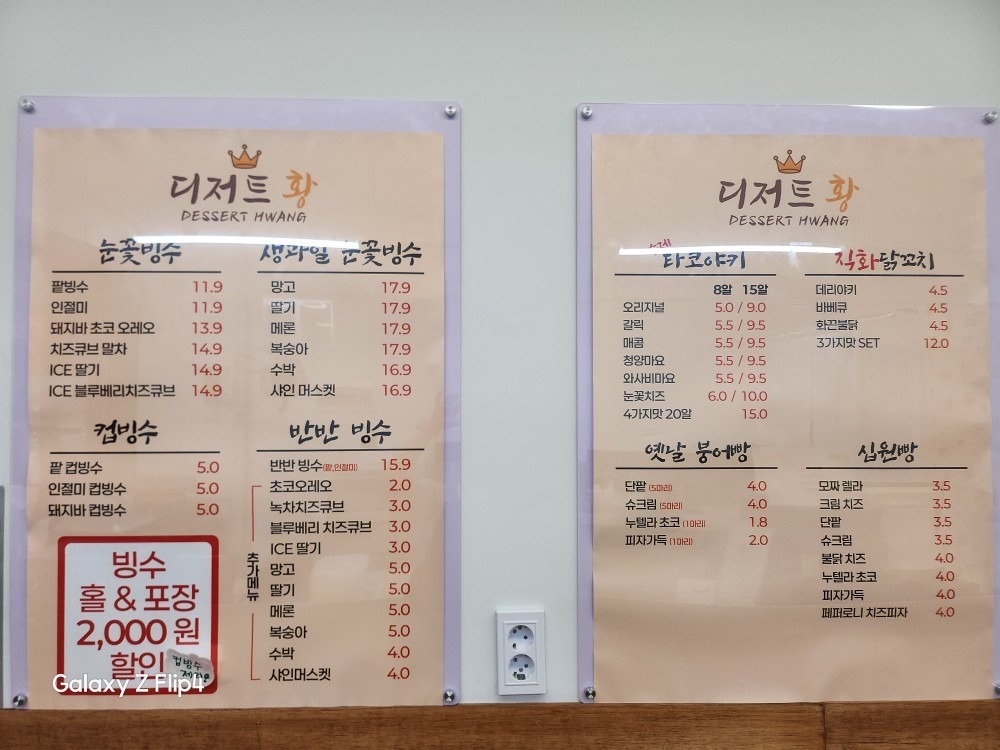 디저트 황
DESSERT HWANG
눈꽃빙수
팥빙수 11.9
인절미 11.9
돼지바 초코 오레오 13.9
치즈큐브 말차 14.9
ICE 딸기 14.9
ICE 블루베리치즈큐브 14.9
컵빙수
팥 컵빙수 5.0
인절미 컵빙수 5.0
돼지바 컵빙수 5.0
빙수
홀 & 포장
2,000 원
할인
컵빙수
제외
생과일 눈꽃빙수
망고 17.9
딸기 17.9
메론 17.9
복숭아 17.9
수박 16.9
샤인 머스켓 16.9
반반 빙수
반반 빙수(팥,인절미) 15.9
추가메뉴
초코오레오 2.0
녹차치즈큐브 3.0
블루베리 치즈큐브 3.0
ICE 딸기 3.0
망고 5.0
딸기 5.0
메론 5.0
복숭아 5.0
수박 4.0
샤인머스켓 4.0
디저트 황
DESSERT HWANG
타코야키
8알 15알
오리지널 5.0 / 9.0
갈릭 5.5 / 9.5
매콤 5.5 / 9.5
청양마요 5.5 / 9.5
와사비마요 5.5 / 9.5
눈꽃치즈 6.0 / 10.0
4가지맛 20알 15.0
옛날 붕어빵
단팥 (5마리) 4.0
슈크림 (5마리) 4.0
누텔라 초코 (1마리) 1.8
피자가득 (1마리) 2.0
직화닭꼬치
데리야키 4.5
바베큐 4.5
화끈불닭 4.5
3가지맛 SET 12.0
십원빵
모짜렐라 3.5
크림 치즈 3.5
단팥 3.5
슈크림 3.5
불닭 치즈 4.0
누텔라 초코 4.0
피자가득 4.0
페퍼로니 치즈피자 4.0
Galaxy Z Flip4